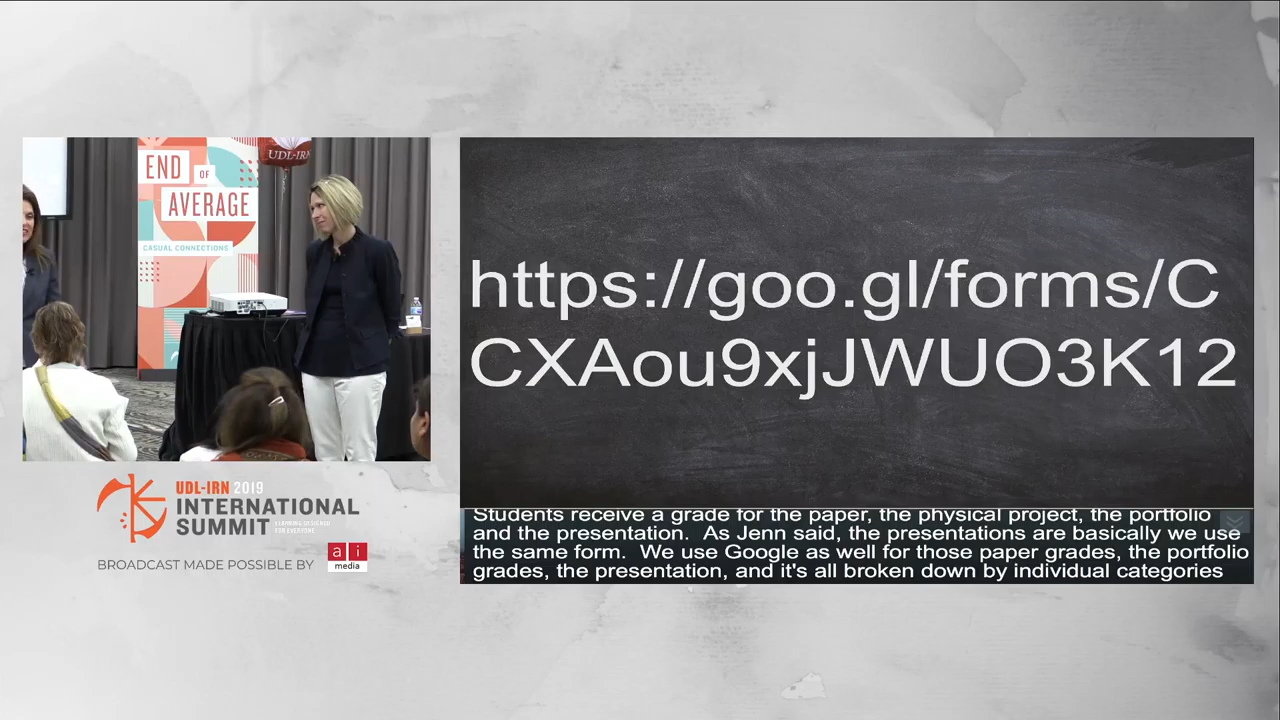 END OF
AVERAGE
CASUAL CONNECTIONS
UDL-IRN
https://goo.gl/forms/C
CXAou9xjJWUO3K12
Students receive a grade for the paper, the physical project, the portfolio
and the presentation.  As Jenn said, the presentations are basically we use
the same form.  We use Google as well for those paper grades, the portfolio
grades, the presentation, and it's all broken down by individual categories
UDL-IRN 2019
INTERNATIONAL
SUMMIT
LEARNING DESIGNED
FOR EVERYONE
BROADCAST MADE POSSIBLE BY
ai
media